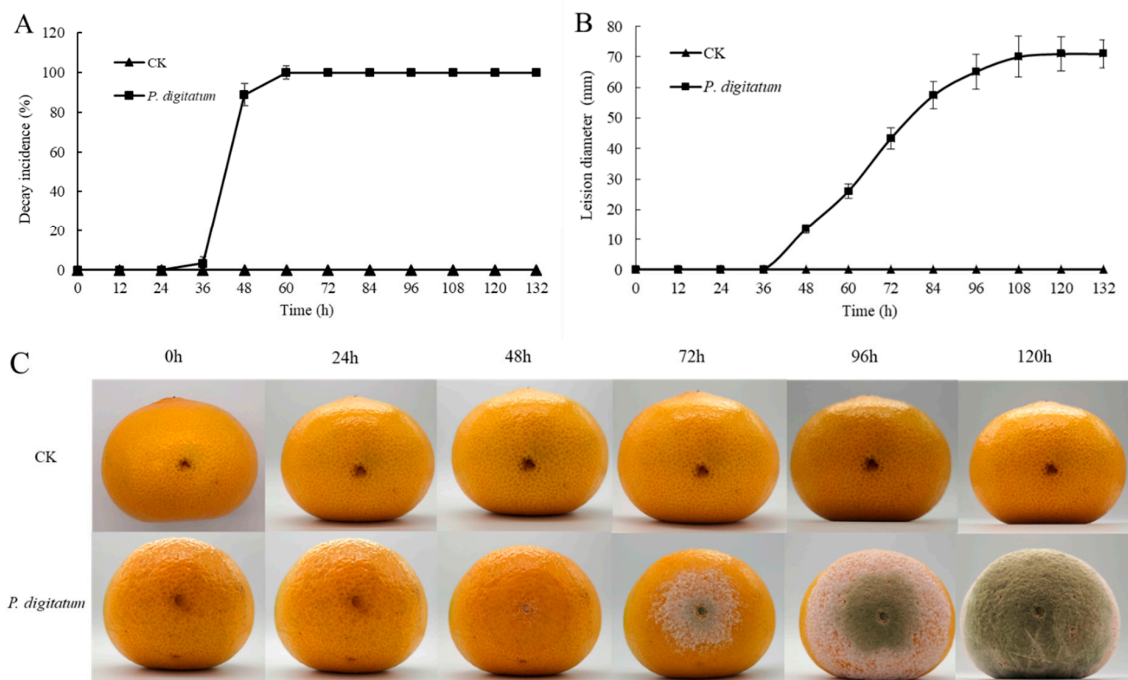 A
Decay incidence (%)
120
100
80
60
40
20
0
CK
P. digitatum
0 12 24 36 48 60 72 84 96 108 120 132
Time (h)
B
Leision diameter (mm)
80
70
60
50
40
30
20
10
0
CK
P. digitatum
0 12 24 36 48 60 72 84 96 108 120 132
Time (h)
C
0h 24h 48h 72h 96h 120h
CK
P. digitatum